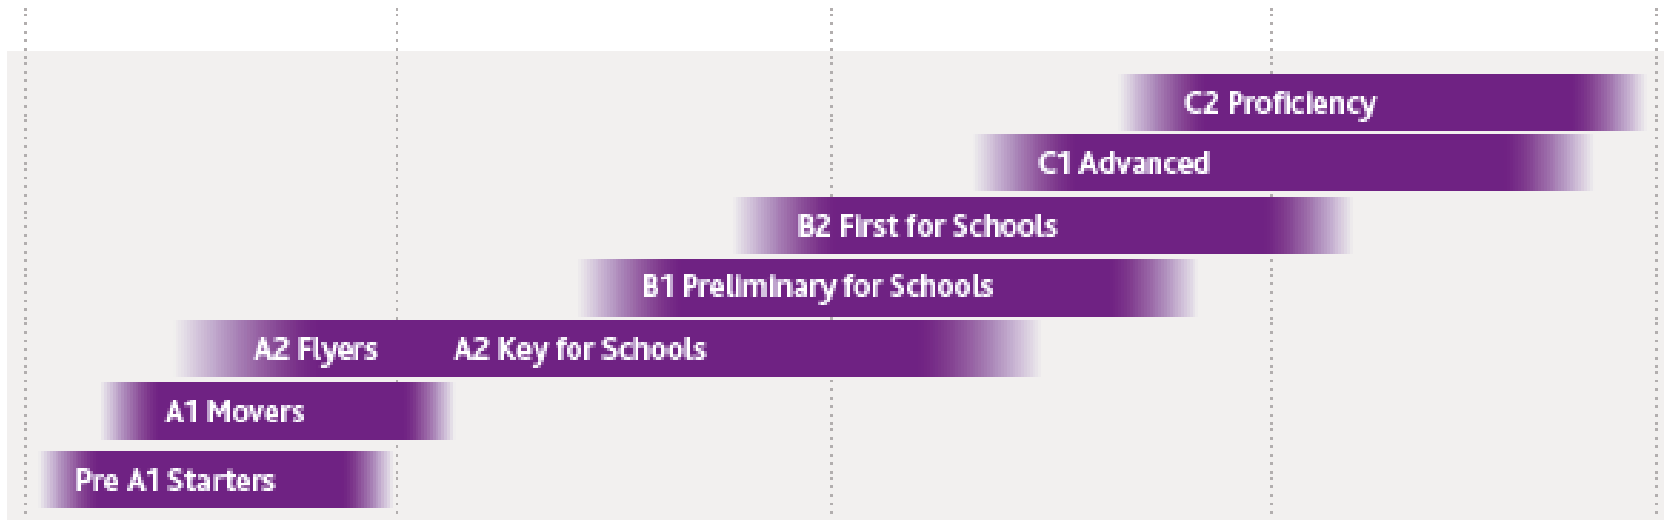 C2 Proficiency
C1 Advanced
B2 First for Schools
B1 Preliminary for Schools
A2 Flyers A2 Key for Schools
A1 Movers
Pre A1 Starters